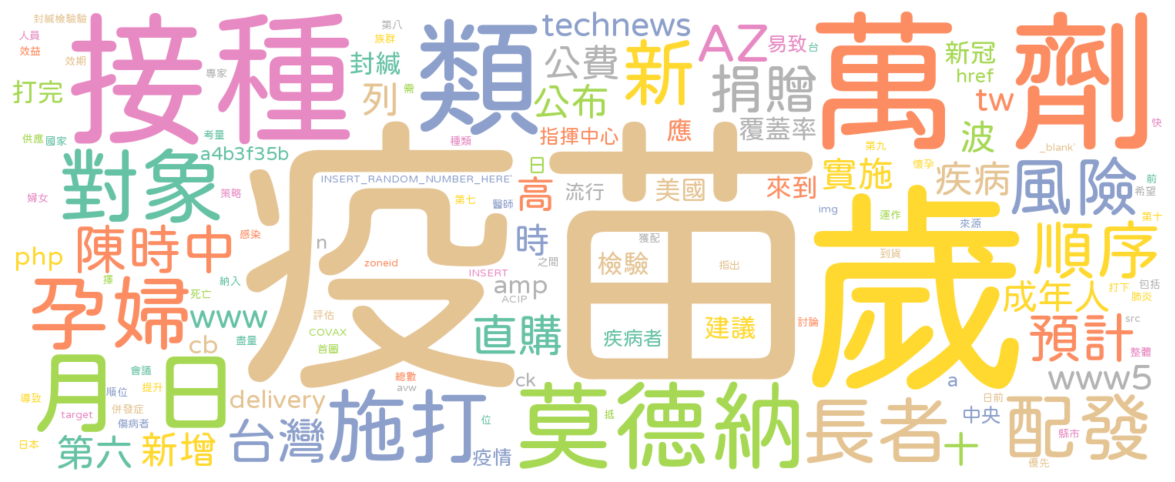 封緘檢驗驗
人員
效益
效期
打完
接種
專家
第八
族群
封緘
列
需
類
technews
公費
公布
新
AZ
易致
台
捐贈
覆蓋率
萬
劑
新冠
href
tw
波
快
供應
國家
考量
a4b3f35b
種類
指揮中心
應
第九
_blank`
對象
策略
婦女
INSERT_RANDOM_NUMBER_HERE`
日
高
流行
美國
來到
實施
懷孕
疾病
風險
前
希望
第七
醫師
img
運作
來源
第十
php
陳時中
感染
疫苗
n
zoneid
時
之間
獲配
檢驗
指出
歲
到貨
順序
包括
擇
納入
INSERT
amp
ACIP
成年人
打下
肺炎
孕婦
死亡
www
盡量
評估
COVAX
首圖
直購
疾病者
建議
討論
預計
src
整體
cb
月
日
會議
順位
提升
導致
target
併發症
傷病者
delivery
總數
avw
ck
a
www5
日前
日本
第六
新增
台灣
施打
疫情
位
莫德納
抵
長者
十
中央
配發
縣市
優先